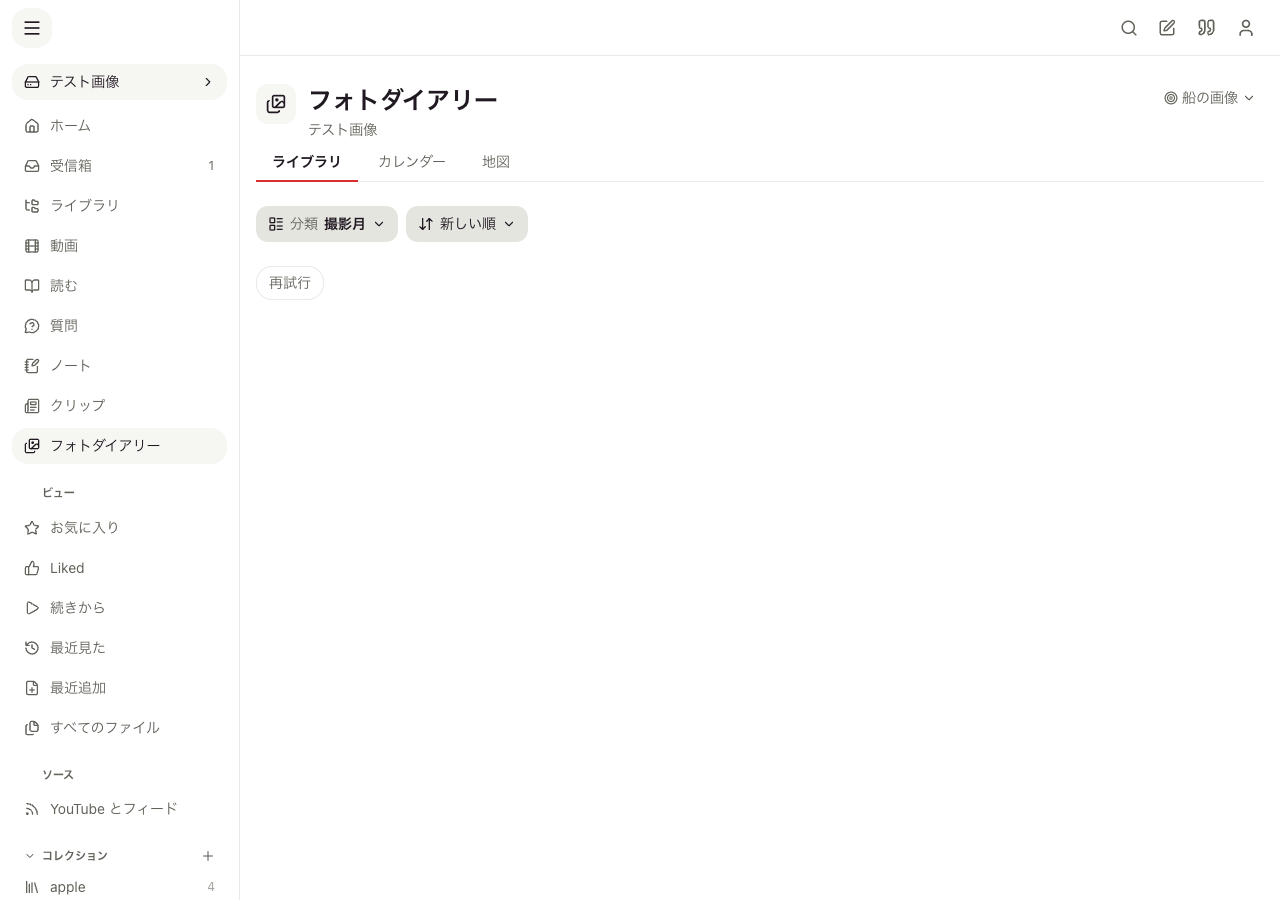 テスト画像
ホーム
受信箱 1
ライブラリ
動画
読む
質問
ノート
クリップ
フォトダイアリー
ビュー
お気に入り
Liked
続きから
最近見た
最近追加
すべてのファイル
ソース
YouTube とフィード
コレクション
apple 4
フォトダイアリー
テスト画像
船の画像
ライブラリ カレンダー 地図
分類 撮影月 新しい順
再試行